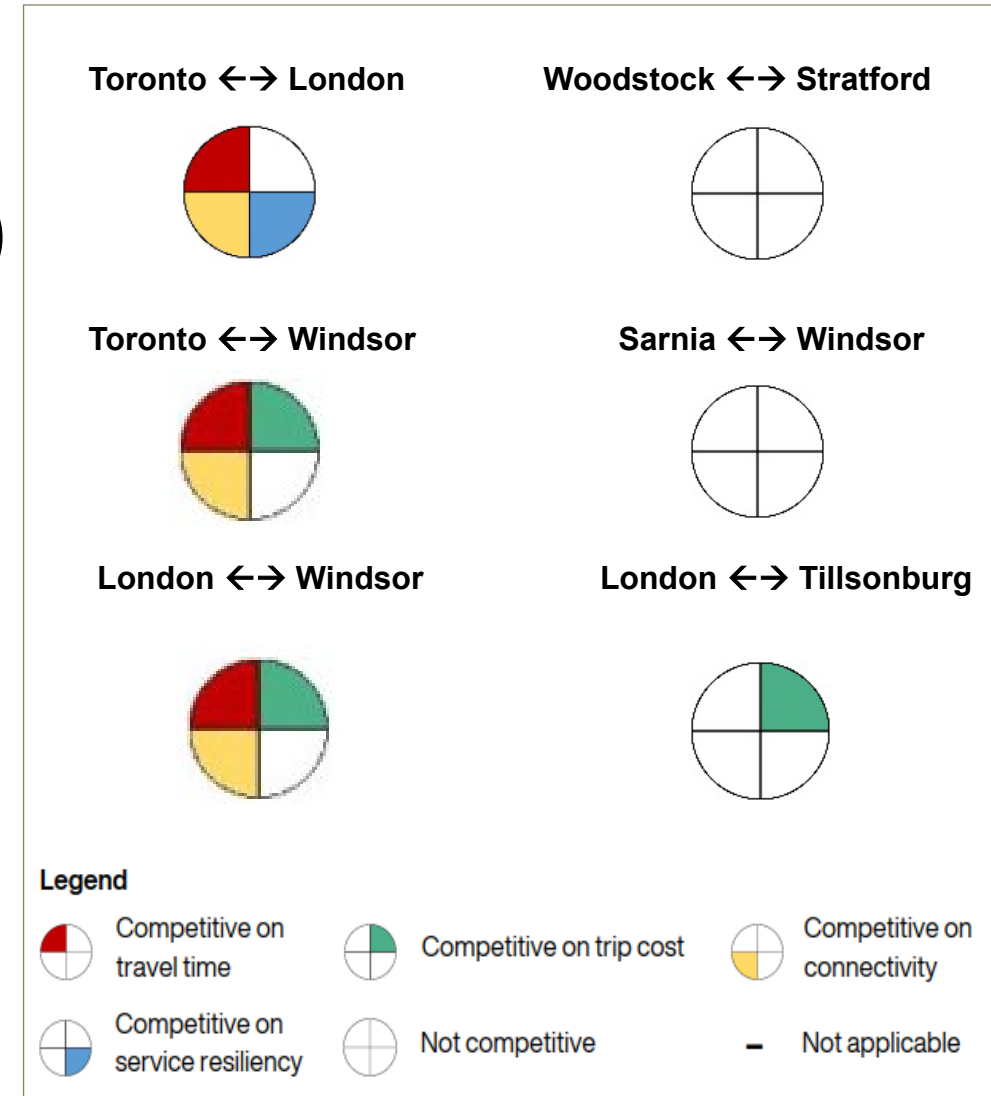 Toronto ←→ London
Woodstock ←→ Stratford
Toronto ←→ Windsor
Sarnia ←→ Windsor
London ←→ Windsor
London ←→ Tillsonburg
Legend
Competitive on
travel time
Competitive on trip cost
Competitive on
connectivity
Competitive on
service resiliency
Not competitive
– Not applicable